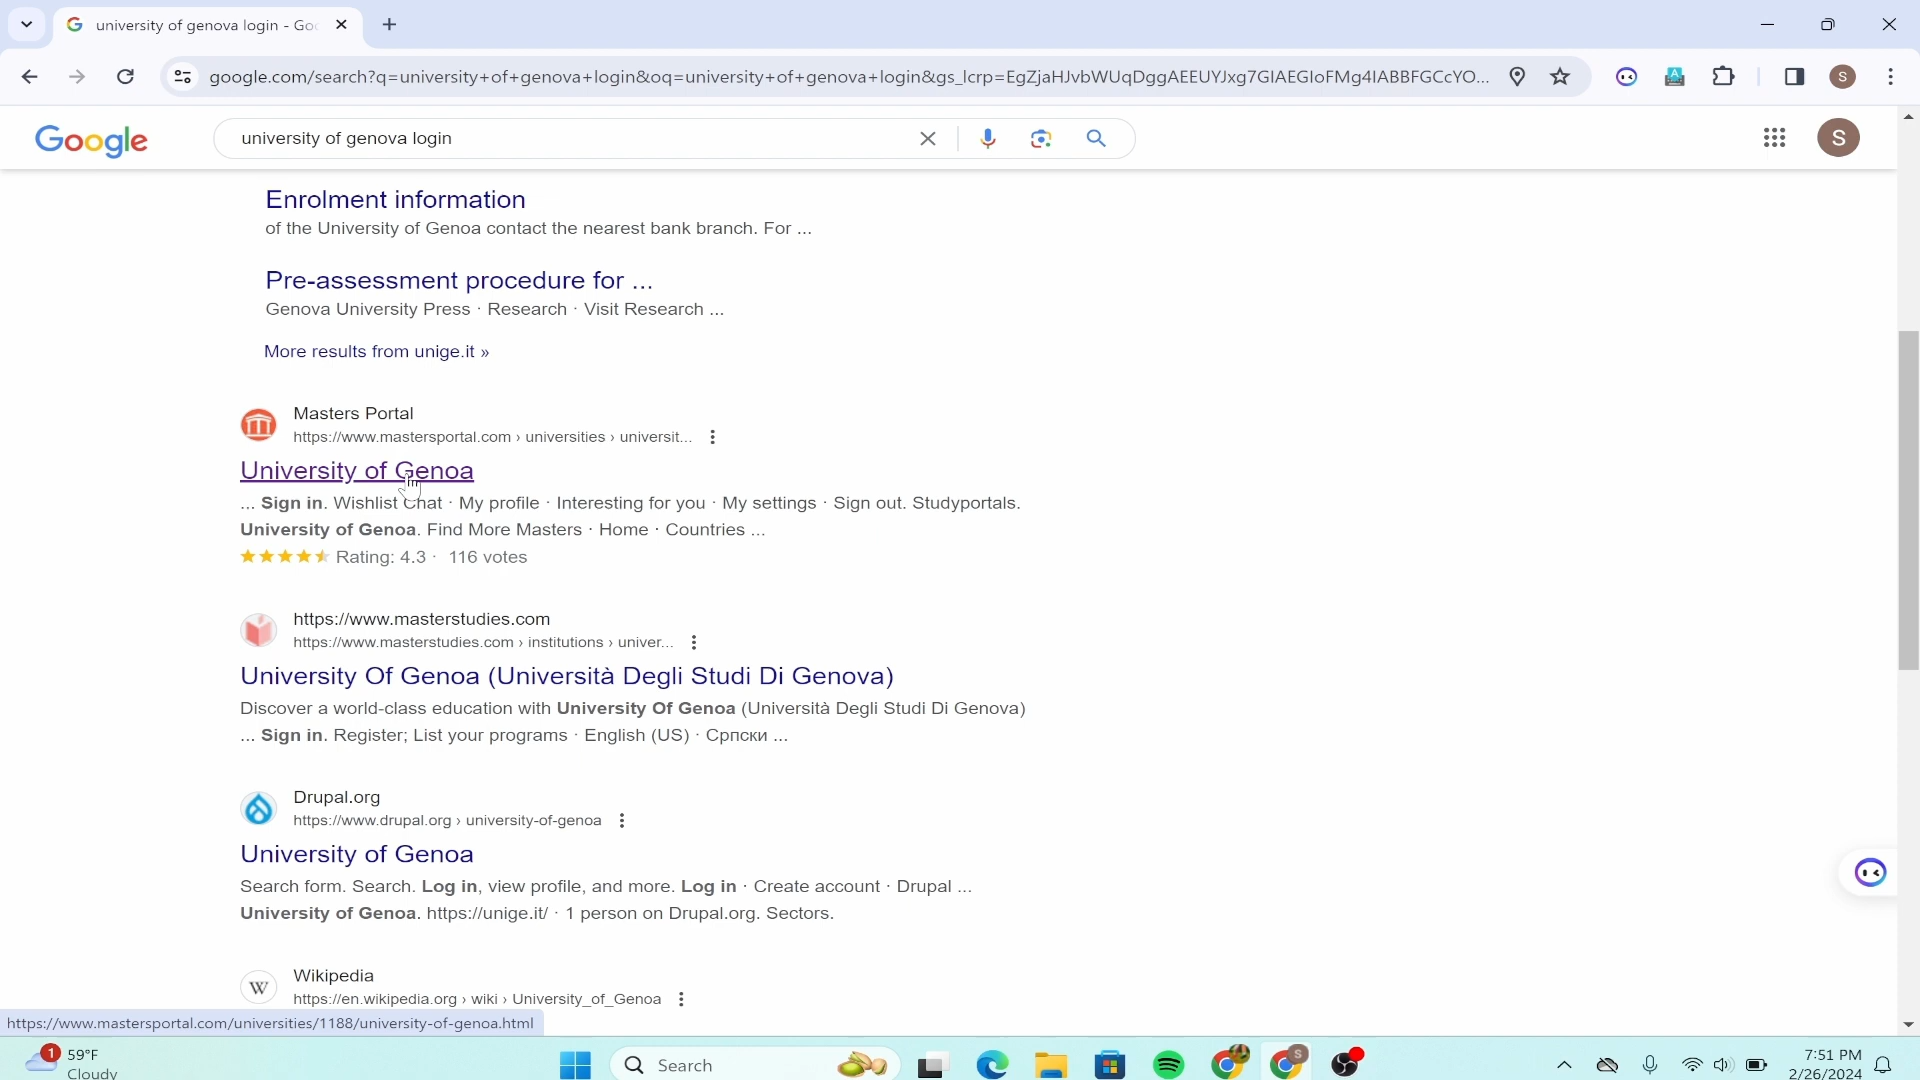 university of genova login - Goo
google.com/search?q=university+of+genova+login&oq=university+of+genova+login&gs_lcrp=EgZjaHJvbWUqDggAEEUYJxg7GIAEGIoFMg4IABBFGCcYO...
S
Google
university of genova login
S
Enrolment information
of the University of Genoa contact the nearest bank branch. For ...
Pre-assessment procedure for ...
Genova University Press · Research · Visit Research ...
More results from unige.it »
Masters Portal
https://www.mastersportal.com › universities › universit...
University of Genoa
... Sign in. Wishlist Chat · My profile · Interesting for you · My settings · Sign out. Studyportals.
University of Genoa. Find More Masters · Home · Countries ...
Rating: 4.3 · 116 votes
https://www.masterstudies.com
https://www.masterstudies.com › institutions › univer...
University Of Genoa (Università Degli Studi Di Genova)
Discover a world-class education with University Of Genoa (Università Degli Studi Di Genova)
... Sign in. Register; List your programs · English (US) · Српски ...
Drupal.org
https://www.drupal.org › university-of-genoa
University of Genoa
Search form. Search. Log in, view profile, and more. Log in · Create account · Drupal ...
University of Genoa. https://unige.it/ · 1 person on Drupal.org. Sectors.
W
Wikipedia
https://en.wikipedia.org › wiki › University_of_Genoa
https://www.mastersportal.com/universities/1188/university-of-genoa.html
1
59°F
Cloudy
Search
S
7:51 PM
2/26/2024